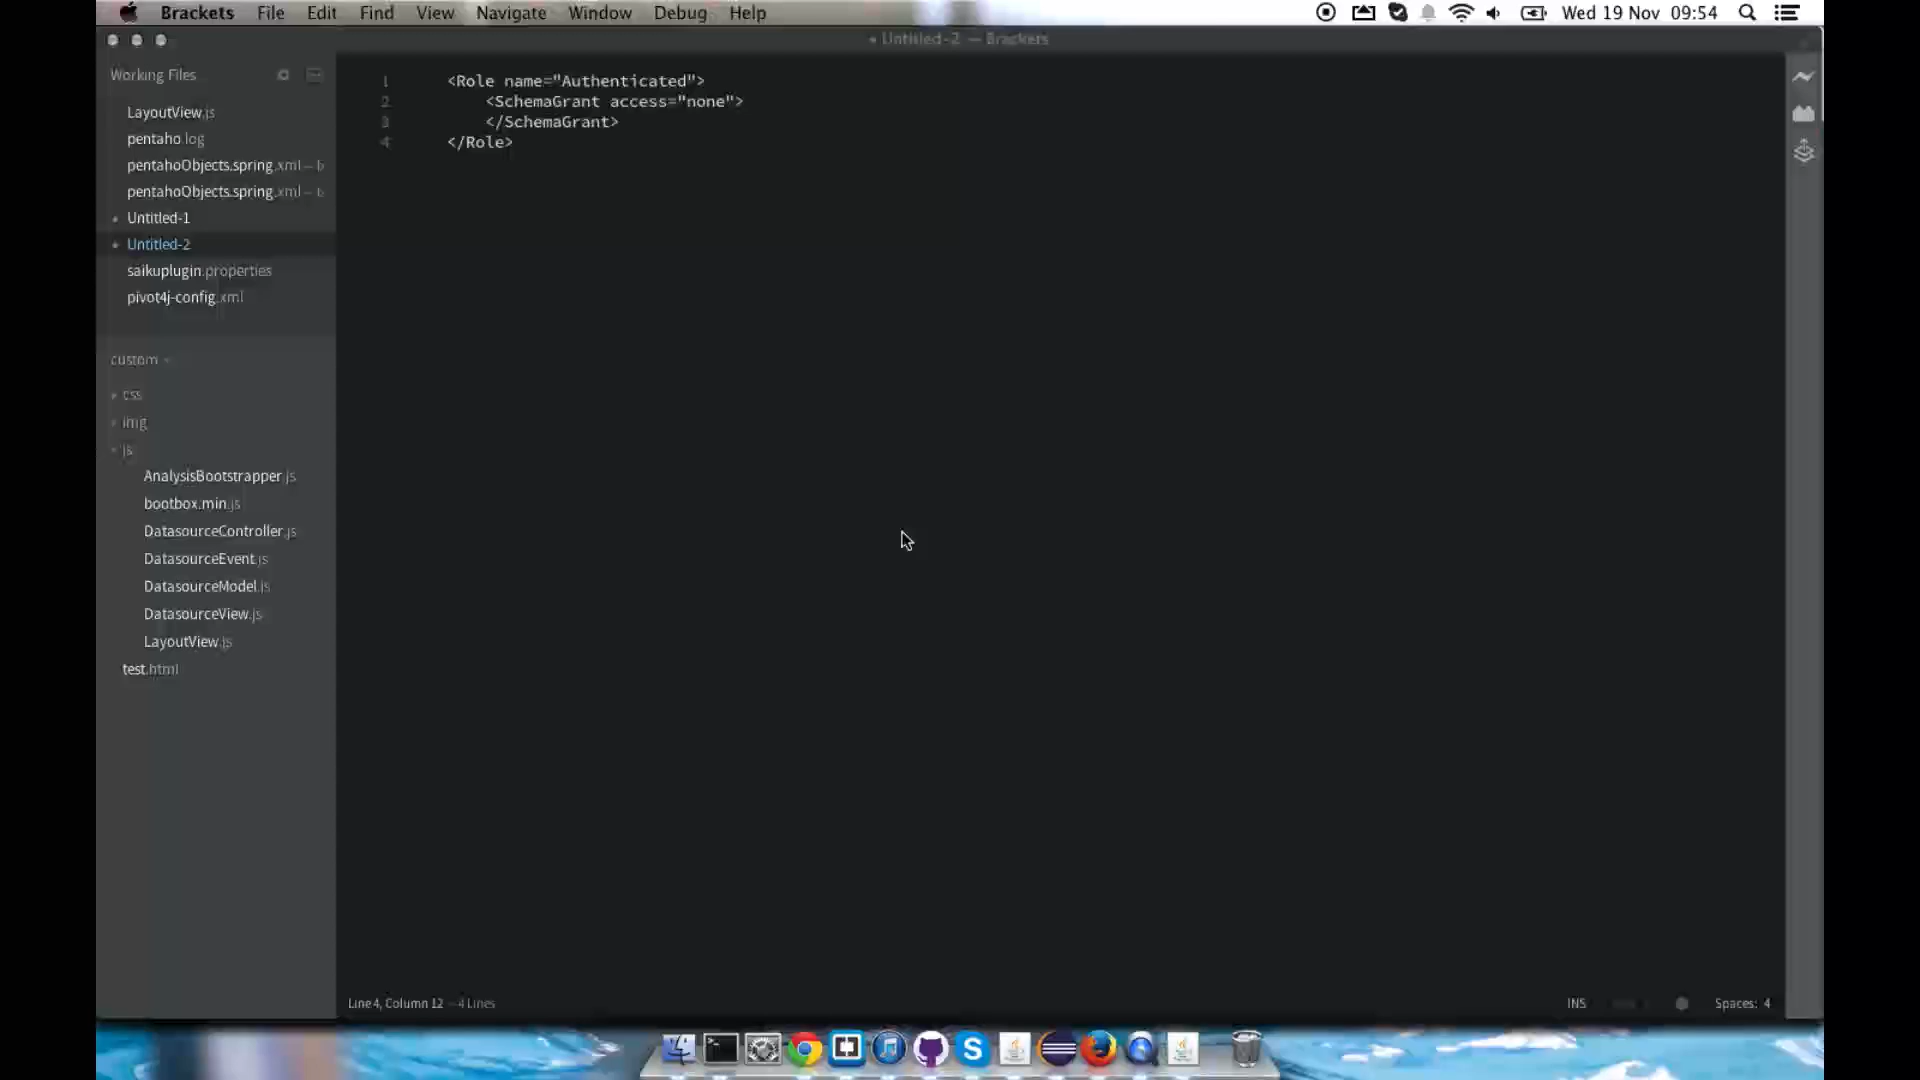 Brackets File Edit Find View Navigate Window Debug Help Wed 19 Nov 09:54
• Untitled-2 — Brackets
Working Files
LayoutView.js
pentaho.log
pentahoObjects.spring.xml — b
pentahoObjects.spring.xml — b
Untitled-1
Untitled-2
saikuplugin.properties
pivot4j-config.xml
custom
css
img
js
AnalysisBootstrapper.js
bootbox.min.js
DatasourceController.js
DatasourceEvent.js
DatasourceModel.js
DatasourceView.js
LayoutView.js
test.html
1 <Role name="Authenticated">
2 <SchemaGrant access="none">
3 </SchemaGrant>
4 </Role>
Line 4, Column 12 — 4 Lines
INS Spaces: 4